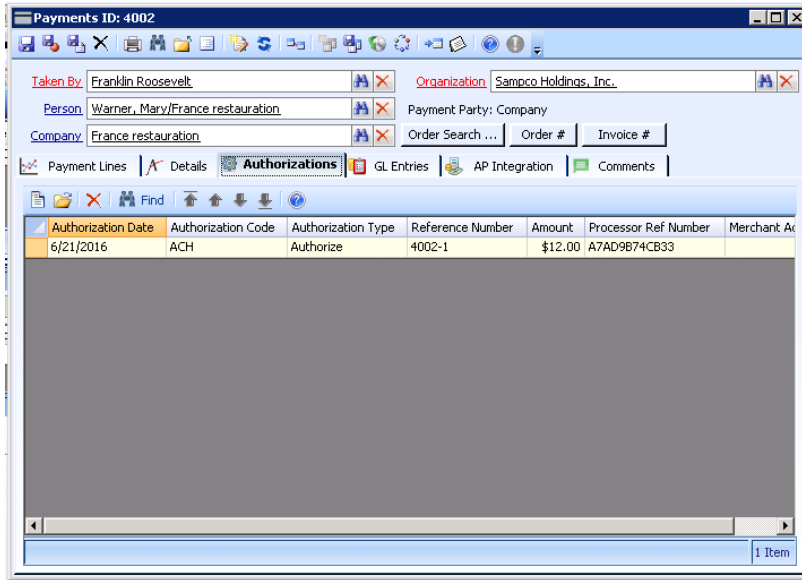 Payments ID: 4002
Taken By Franklin Roosevelt Organization Sampco Holdings, Inc.
Person Warner, Mary/France restauration Payment Party: Company
Company France restauration Order Search ... Order # Invoice #
Payment Lines Details Authorizations GL Entries AP Integration Comments
Find
Authorization Date Authorization Code Authorization Type Reference Number Amount Processor Ref Number Merchant Ac
6/21/2016 ACH Authorize 4002-1 $12.00 A7AD9B74CB33
1 Item